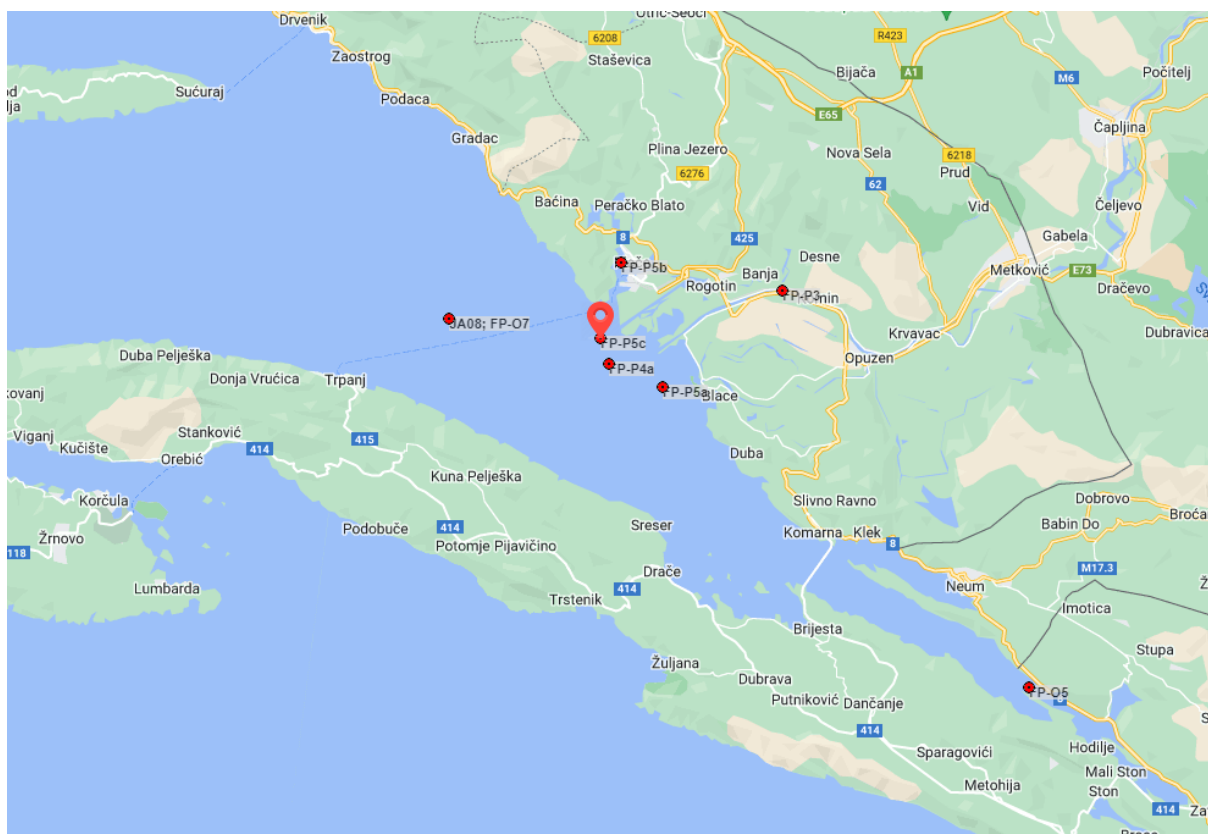 Drvenik
Utric-Šeoci
6208
Staševica
R423
Zaostrog
Bijača
A1
M6
Počitelj
Sućuraj
Podaca
E65
Čapljina
Gradac
Plina Jezero
Nova Sela
6218
6276
Prud
62
Baćina
Peračko Blato
Vid
Čeljevo
8
425
Gabela
Desne
FP-P5b
Banja
Metković
E73
Rogotin
Dračevo
FP-P3
JA08; FP-O7
Krvavac
Dubravica
FP-P5c
Duba Pelješka
Opuzen
Donja Vrućica
Trpanj
FP-P4a
FP-P5a
Blace
Viganj
Stanković
415
Kučište
414
Orebić
Duba
Kuna Pelješka
Korčula
Slivno Ravno
Dobrovo
Podobuče
414
Sreser
Babin Do
Žrnovo
Potomje
Pijavičino
Komarna
Klek
8
118
Drače
M17.3
Lumbarda
414
Neum
Trstenik
Imotica
Brijesta
Stupa
Žuljana
Dubrava
FP-O5
Putniković
Dančanje
8
414
Sparagovići
Hodilje
Mali Ston
Metohija
Ston
414